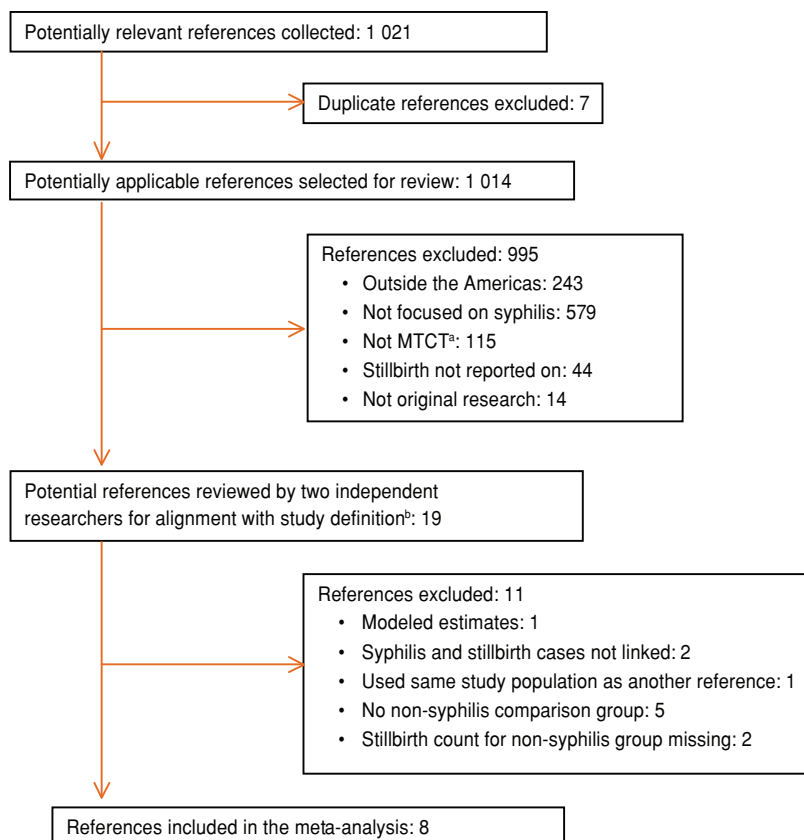 Potentially relevant references collected: 1 021
Duplicate references excluded: 7
Potentially applicable references selected for review: 1 014
References excluded: 995
• Outside the Americas: 243
• Not focused on syphilis: 579
• Not MTCTᵃ: 115
• Stillbirth not reported on: 44
• Not original research: 14
Potential references reviewed by two independent
researchers for alignment with study definitionᵇ: 19
References excluded: 11
• Modeled estimates: 1
• Syphilis and stillbirth cases not linked: 2
• Used same study population as another reference: 1
• No non-syphilis comparison group: 5
• Stillbirth count for non-syphilis group missing: 2
References included in the meta-analysis: 8